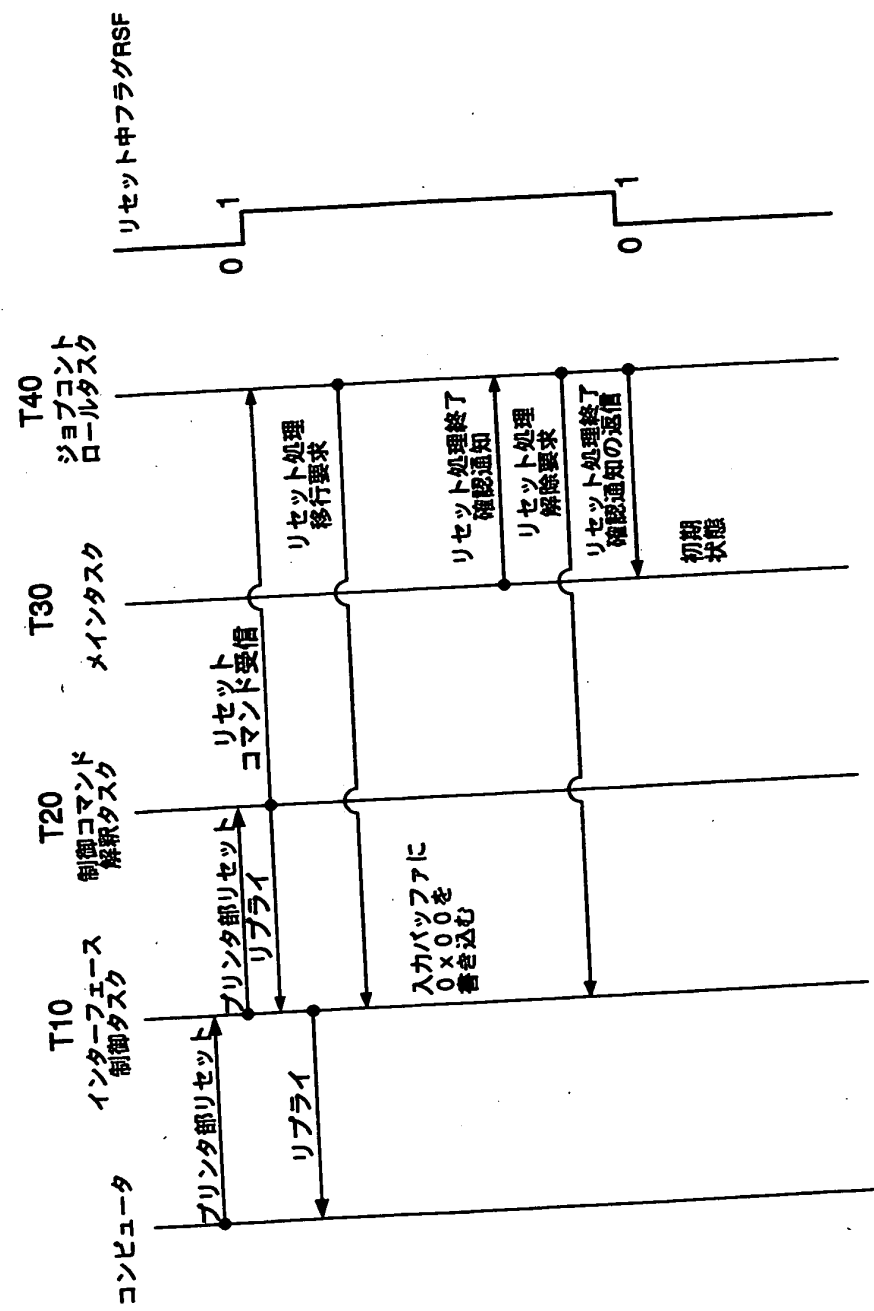 コンピュータ
T10
インターフェース
制御タスク
T20
制御コマンド
解釈タスク
T30
メインタスク
T40
ジョブコント
ロールタスク
リセット中フラグRSF
プリンタ部リセット
プリンタ部リセット
リプライ
リプライ
リセット
コマンド受信
リセット処理
移行要求
入力バッファに
0×00を
書き込む
リセット処理終了
確認通知
リセット処理
解除要求
リセット処理終了
確認通知の返信
初期
状態
0
1
0
1